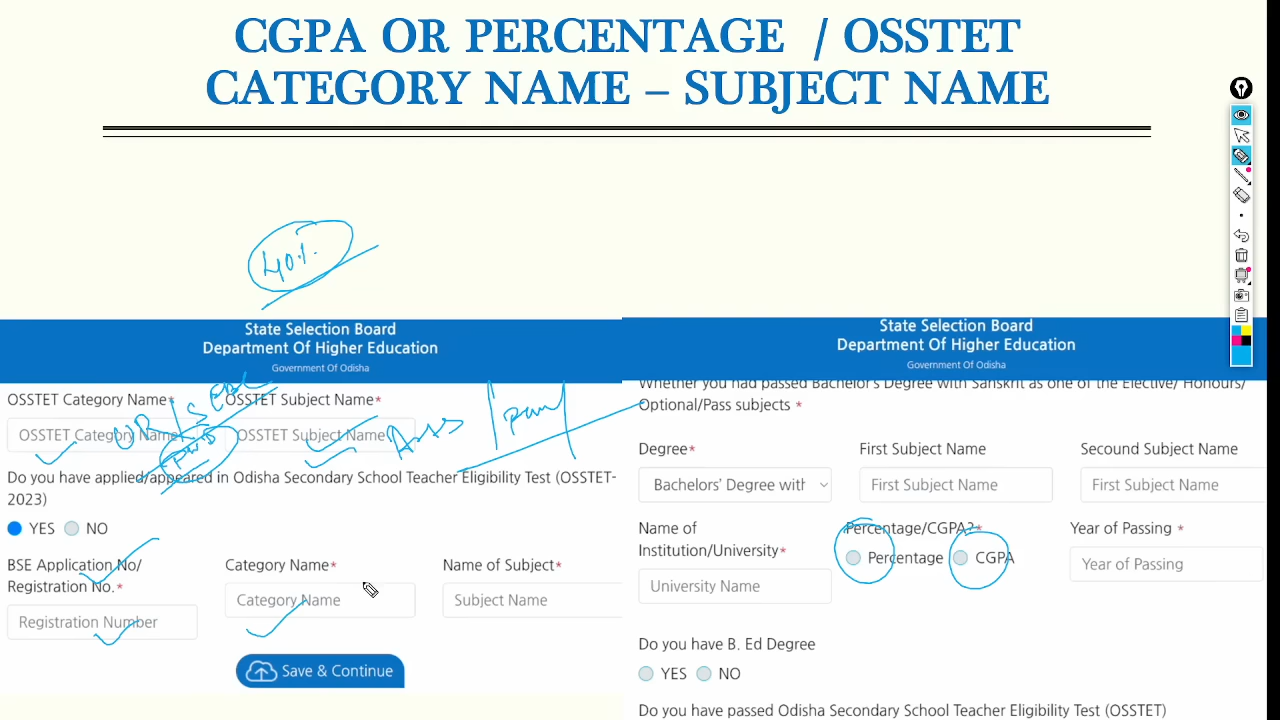 CGPA OR PERCENTAGE / OSSTET
CATEGORY NAME – SUBJECT NAME
40%
State Selection Board
Department Of Higher Education
Government Of Odisha
OSSTET Category Name* OSSTET Subject Name*
OSSTET Category Name OSSTET Subject Name
UR/SEBC
PWD
Do you have applied/appeared in Odisha Secondary School Teacher Eligibility Test (OSSTET-
2023)
YES NO
BSE Application No/
Registration No.*
Category Name*
Name of Subject*
Registration Number
Category Name
Subject Name
Save & Continue
State Selection Board
Department Of Higher Education
Government Of Odisha
Whether you had passed Bachelor's Degree with Sanskrit as one of the Elective/ Honours/
Optional/Pass subjects *
Degree* First Subject Name Secound Subject Name
Bachelors' Degree with First Subject Name First Subject Name
Name of
Institution/University*
Percentage/CGPA?*
Year of Passing *
Percentage CGPA
University Name
Year of Passing
Do you have B. Ed Degree
YES NO
Do you have passed Odisha Secondary School Teacher Eligibility Test (OSSTET)